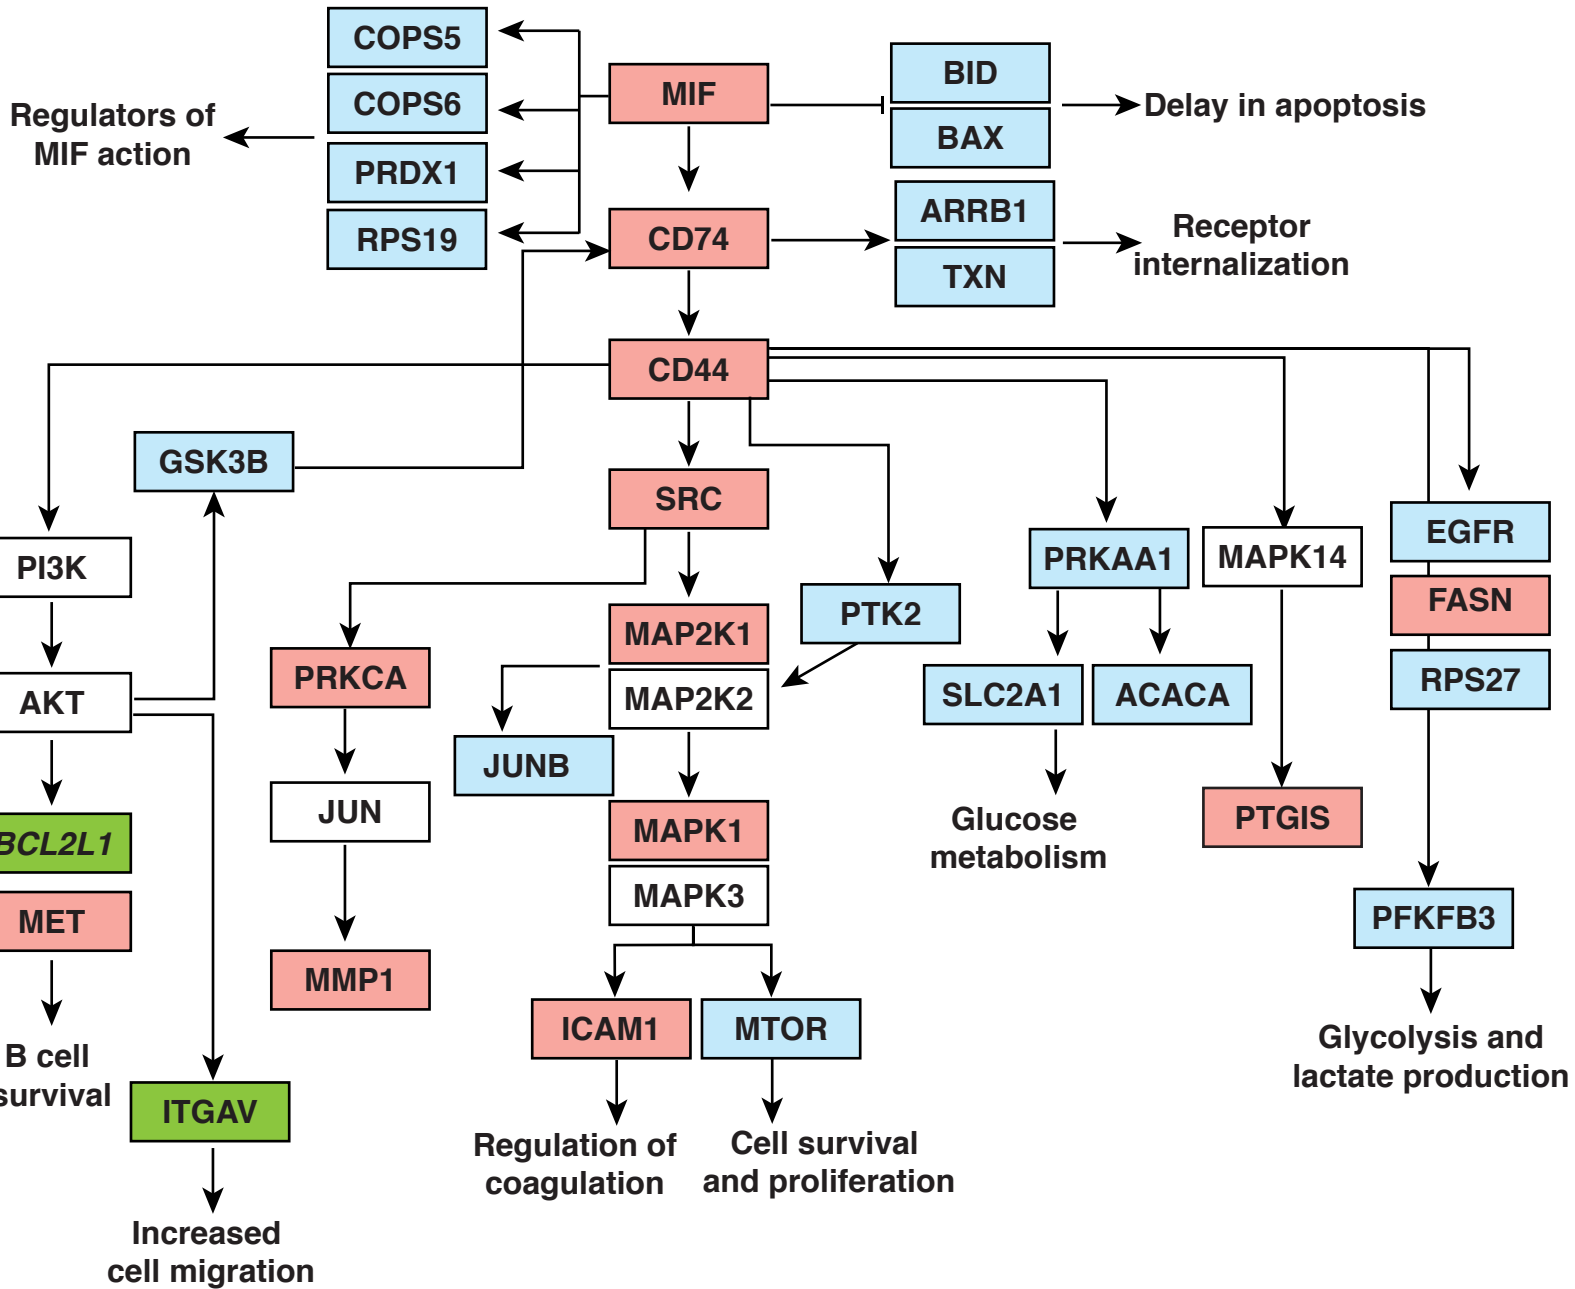 COPS5
COPS6
PRDX1
RPS19
Regulators of
MIF action
MIF
BID
BAX
Delay in apoptosis
CD74
ARRB1
TXN
Receptor
internalization
CD44
GSK3B
SRC
PI3K
AKT
BCL2L1
MET
B cell
survival
ITGAV
Increased
cell migration
PRKCA
JUN
MMP1
MAP2K1
MAP2K2
PTK2
JUNB
MAPK1
MAPK3
ICAM1
MTOR
Regulation of
coagulation
Cell survival
and proliferation
PRKAA1
SLC2A1
ACACA
Glucose
metabolism
MAPK14
PTGIS
EGFR
FASN
RPS27
PFKFB3
Glycolysis and
lactate production